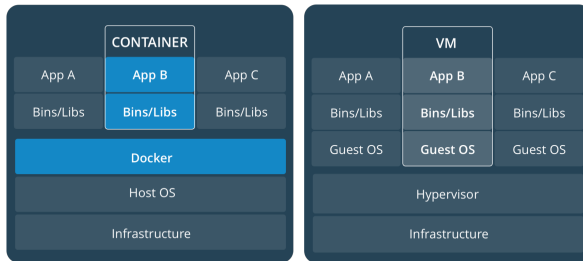 CONTAINER
App A App B App C
Bins/Libs Bins/Libs Bins/Libs
Docker
Host OS
Infrastructure
VM
App A App B App C
Bins/Libs Bins/Libs Bins/Libs
Guest OS Guest OS Guest OS
Hypervisor
Infrastructure